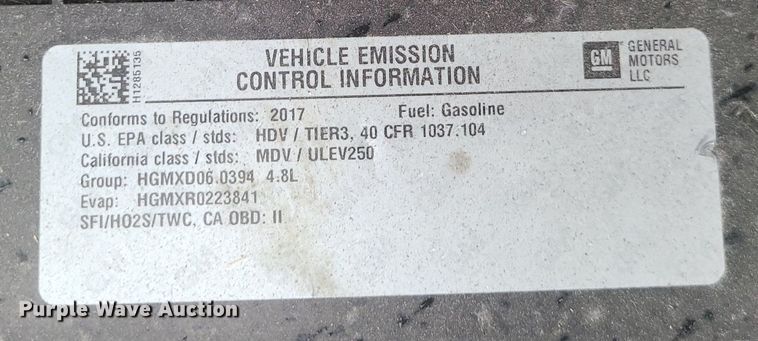 H1285135
VEHICLE EMISSION
CONTROL INFORMATION
GM
GENERAL
MOTORS
LLC
Conforms to Regulations: 2017 Fuel: Gasoline
U.S. EPA class / stds: HDV / TIER3, 40 CFR 1037.104
California class / stds: MDV / ULEV250
Group: HGMXD06.0394 4.8L
Evap: HGMXR0223841
SFI/HO2S/TWC, CA OBD: II
Purple Wave Auction